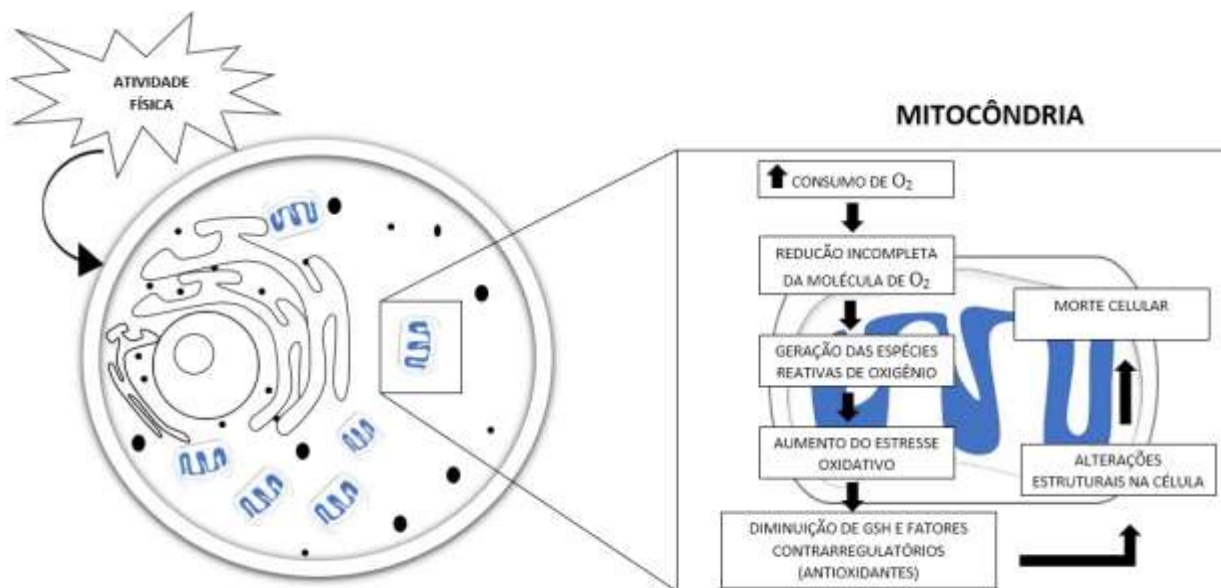 ATIVIDADE
FÍSICA
MITOCÔNDRIA
CONSUMO DE O₂
REDUCÃO INCOMPLETA
DA MOLÉCULA DE O₂
GERAÇÃO DAS ESPÉCIES
REATIVAS DE OXIGÊNIO
AUMENTO DO ESTRESSE
OXIDATIVO
DIMINUIÇÃO DE GSH E FATORES
CONTRARREGULATÓRIOS
(ANTIOXIDANTES)
ALTERAÇÕES
ESTRUTURAIS NA CÉLULA
MORTE CELULAR